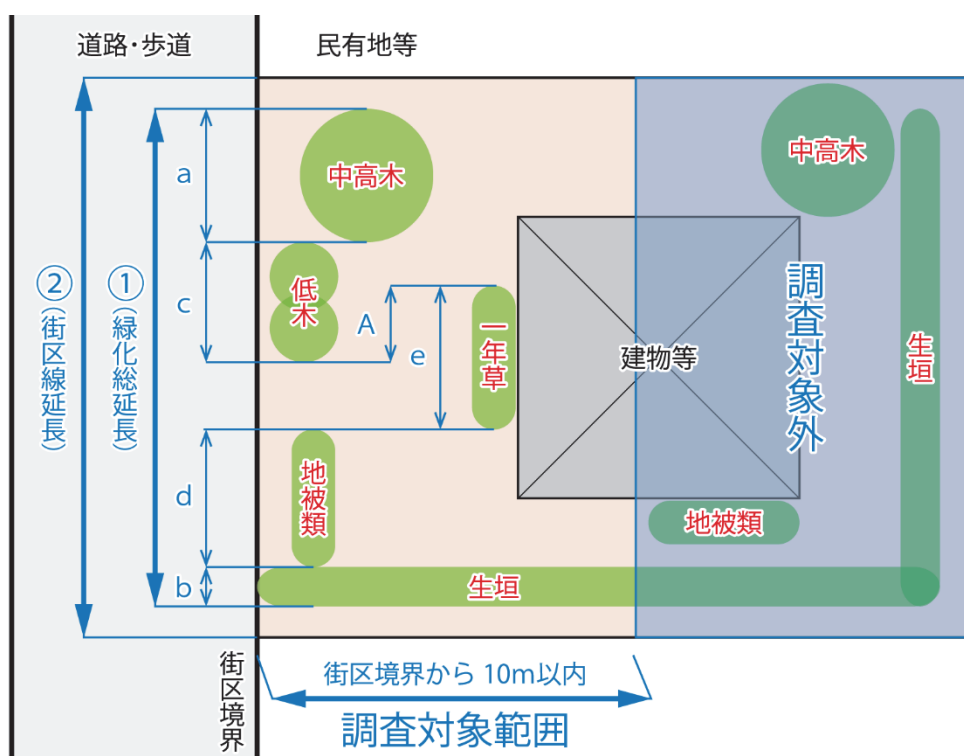 道路・歩道
民有地等
a
中高木
中高木
②(街区線延長)
①(緑化総延長)
c
低木
A
e
一年草
建物等
調査対象外
生垣
d
地被類
地被類
b
生垣
街区境界
街区境界から10m以内
調査対象範囲